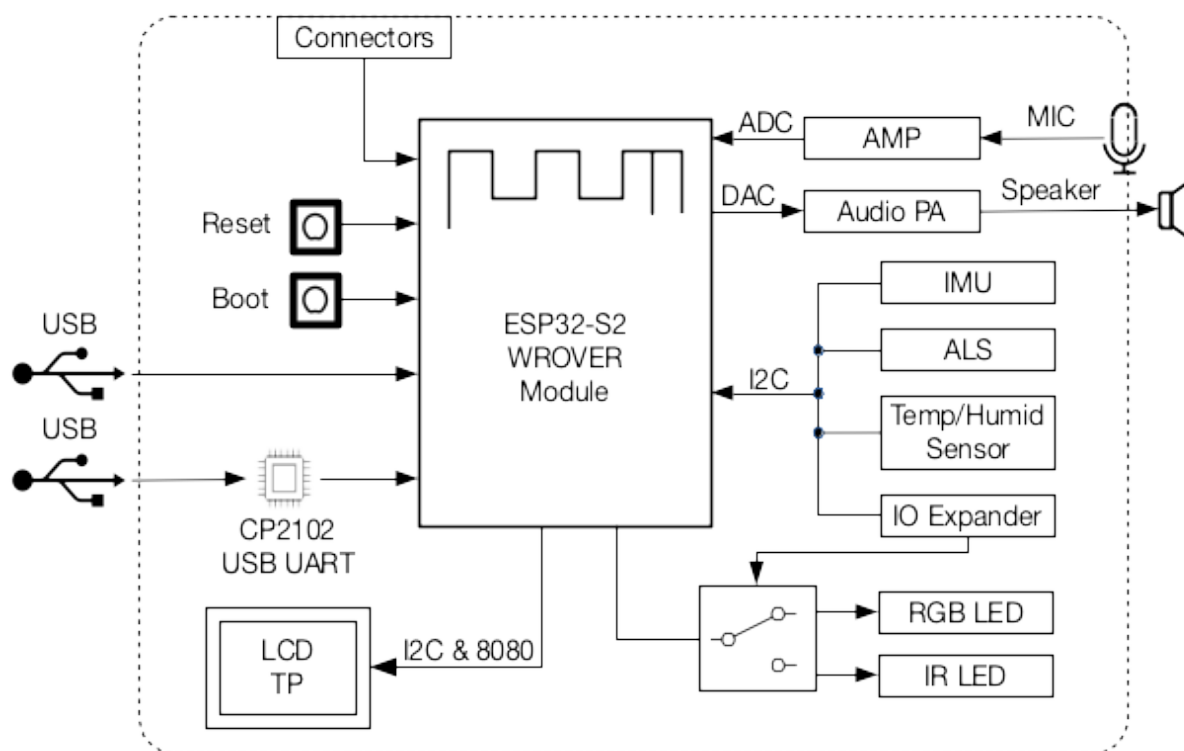 Connectors
ADC
AMP
MIC
Reset
DAC
Audio PA
Speaker
Boot
IMU
USB
ESP32-S2
WROVER
Module
ALS
I2C
USB
Temp/Humid
Sensor
CP2102
USB UART
IO Expander
LCD
TP
I2C & 8080
RGB LED
IR LED